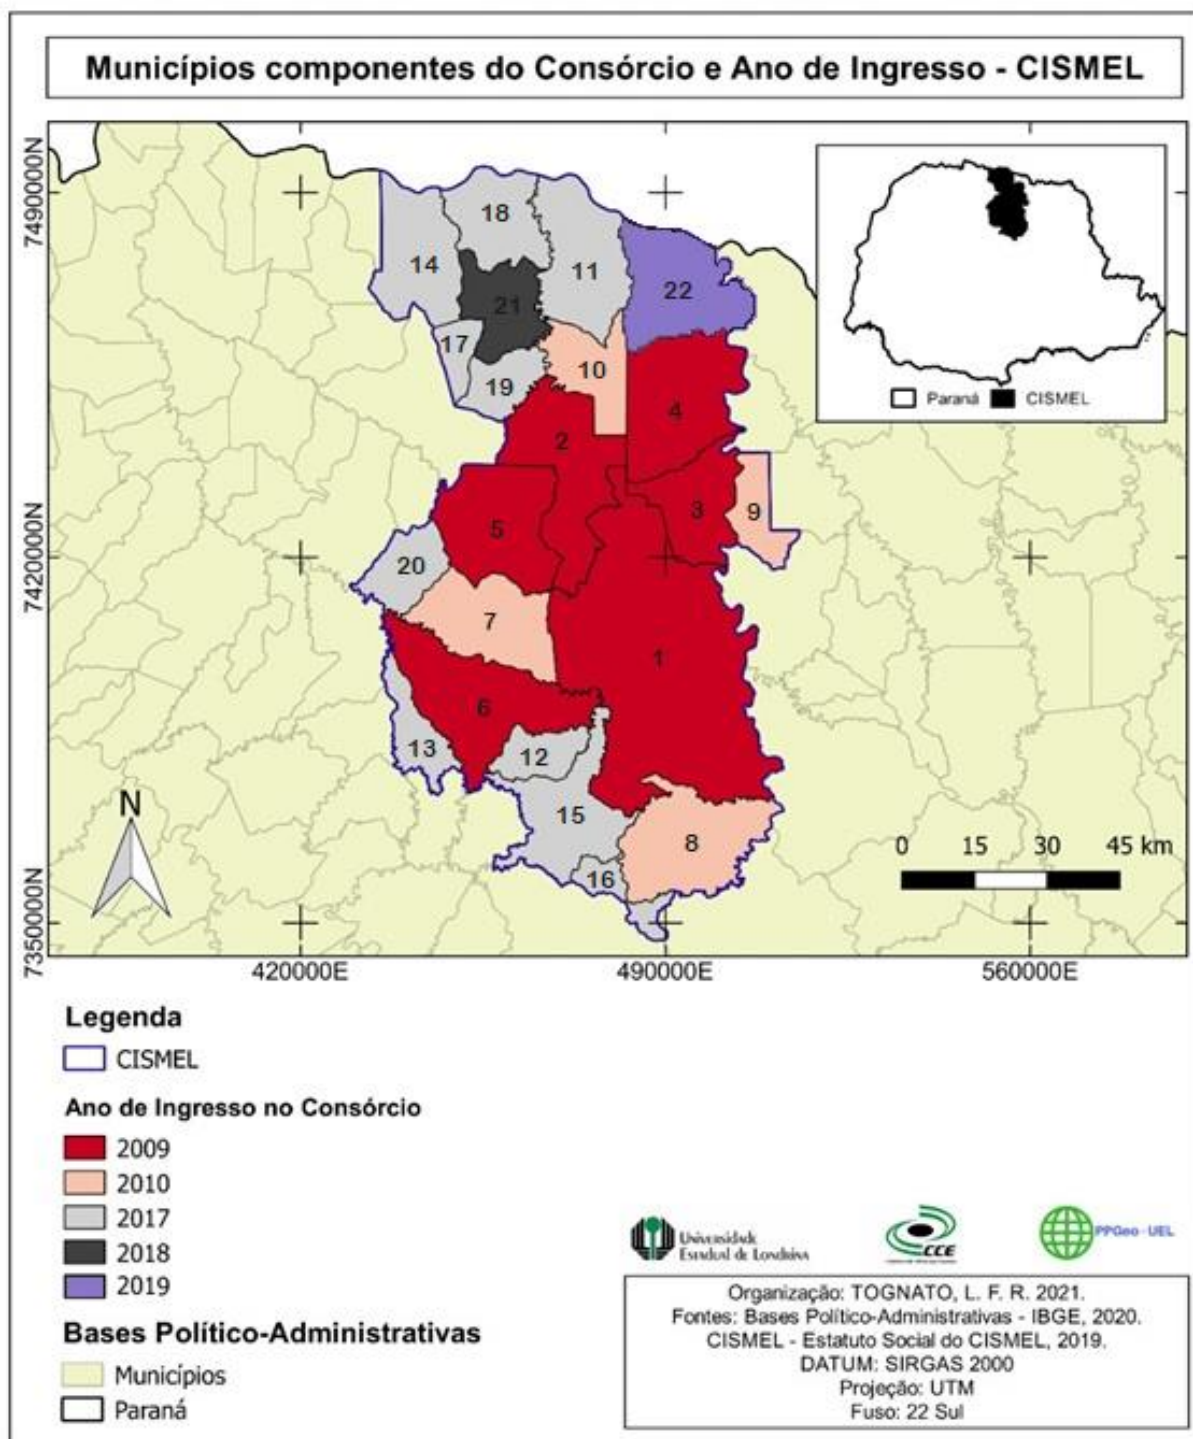 Municípios componentes do Consórcio e Ano de Ingresso - CISMEL
7490000N
7420000N
7350000N
18
14
11
22
21
17
10
19
4
2
3
9
5
20
7
1
6
13
12
15
8
16
Paraná
CISMEL
N
0 15 30 45 km
420000E 490000E 560000E
Legenda
CISMEL
Ano de Ingresso no Consórcio
2009
2010
2017
2018
2019
Bases Político-Administrativas
Municípios
Paraná
Universidade
Estadual de Londrina
CCE
PPGeo - UEL
Organização: TOGNATO, L. F. R. 2021.
Fontes: Bases Político-Administrativas - IBGE, 2020.
CISMEL - Estatuto Social do CISMEL, 2019.
DATUM: SIRGAS 2000
Projeção: UTM
Fuso: 22 Sul